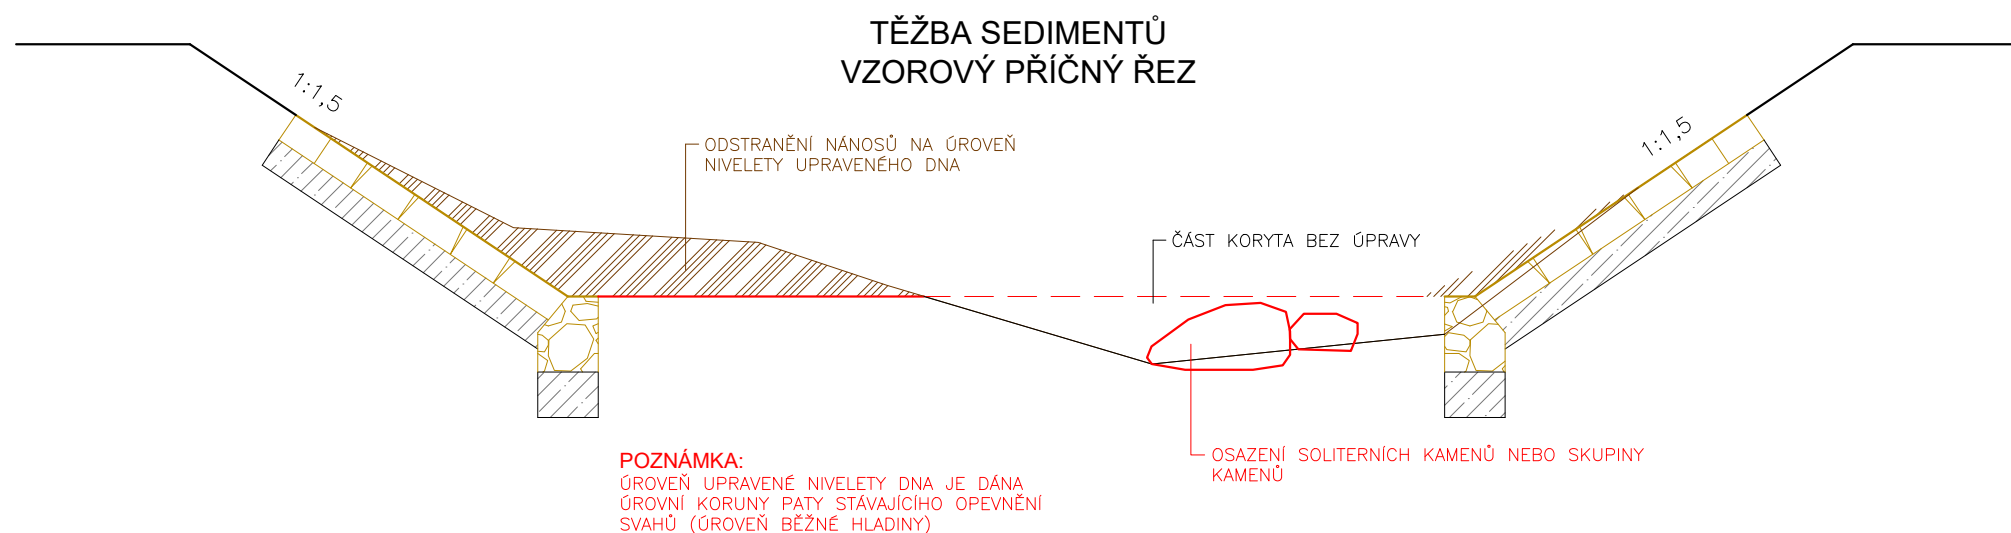 TĚŽBA SEDIMENTŮ
VZOROVÝ PŘÍČNÝ ŘEZ
1:1,5
ODSTRANĚNÍ NÁNOSŮ NA ÚROVEŇ
NIVELETY UPRAVENÉHO DNA
1:1,5
ČÁST KORYTA BEZ ÚPRAVY
OSAZENÍ SOLITERNÍCH KAMENŮ NEBO SKUPINY
KAMENŮ
POZNÁMKA:
ÚROVEŇ UPRAVENÉ NIVELETY DNA JE DÁNA
ÚROVNÍ KORUNY PATY STÁVAJÍCÍHO OPEVNĚNÍ
SVAHŮ (ÚROVEŇ BĚŽNÉ HLADINY)